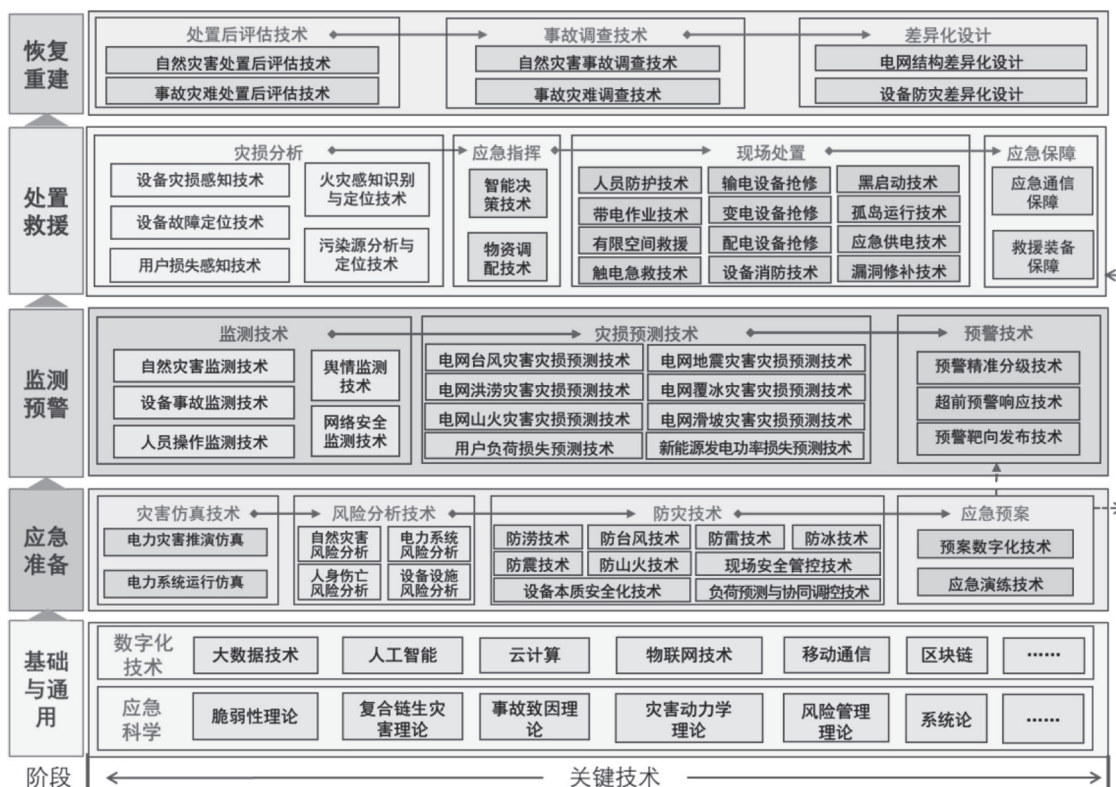 恢复
重建
处置后评估技术
自然灾害处置后评估技术
事故灾难处置后评估技术
事故调查技术
自然灾害事故调查技术
事故灾难调查技术
差异化设计
电网结构差异化设计
设备防灾差异化设计
处置
救援
灾损分析
设备灾损感知技术
设备故障定位技术
用户损失感知技术
火灾感知识别
与定位技术
污染源分析与
定位技术
应急指挥
智能决
策技术
物资调
配技术
现场处置
人员防护技术
输电设备抢修
黑启动技术
带电作业技术
变电设备抢修
孤岛运行技术
有限空间救援
配电设备抢修
应急供电技术
触电急救技术
设备消防技术
漏洞修补技术
应急保障
应急通信
保障
救援装备
保障
监测
预警
监测技术
自然灾害监测技术
设备事故监测技术
人员操作监测技术
舆情监测
技术
网络安全
监测技术
灾损预测技术
电网台风灾害灾损预测技术
电网地震灾害灾损预测技术
电网洪涝灾害灾损预测技术
电网覆冰灾害灾损预测技术
电网山火灾害灾损预测技术
电网滑坡灾害灾损预测技术
用户负荷损失预测技术
新能源发电功率损失预测技术
预警技术
预警精准分级技术
超前预警响应技术
预警靶向发布技术
应急
准备
灾害仿真技术
电力灾害推演仿真
电力系统运行仿真
风险分析技术
自然灾害
风险分析
电力系统
风险分析
人身伤亡
风险分析
设备设施
风险分析
防灾技术
防涝技术
防台风技术
防雷技术
防冰技术
防震技术
防山火技术
现场安全管控技术
设备本质安全化技术
负荷预测与协同调控技术
应急预案
预案数字化技术
应急演练技术
基础
与通
用
数字化
技术
大数据技术
人工智能
云计算
物联网技术
移动通信
区块链
……
应急
科学
脆弱性理论
复合链生灾
害理论
事故致因理
论
灾害动力学
理论
风险管理
理论
系统论
……
阶段
关键技术